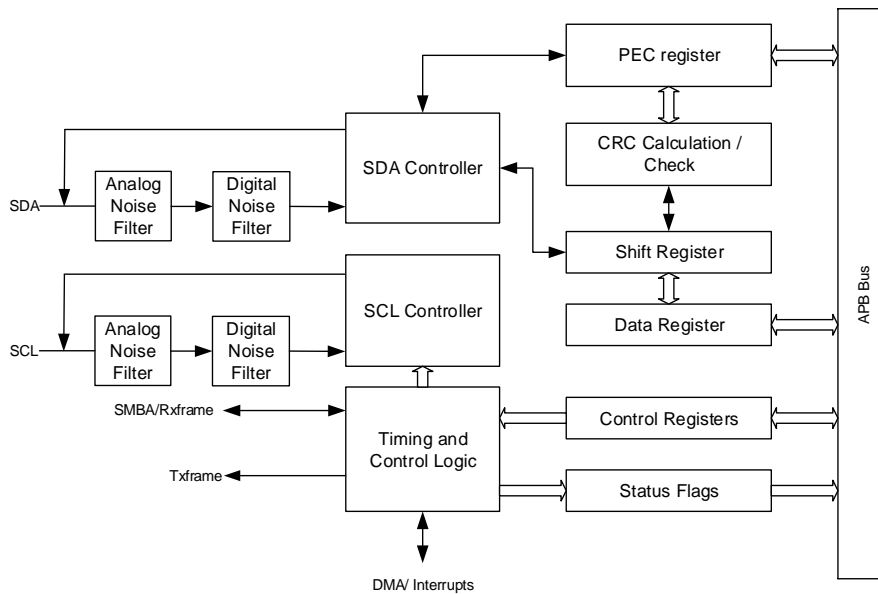 PEC register
CRC Calculation /
Check
SDA Controller
Analog
Noise
Filter
Digital
Noise
Filter
SDA
Shift Register
SCL Controller
Data Register
APB Bus
Analog
Noise
Filter
Digital
Noise
Filter
SCL
SMBA/Rxframe
Timing and
Control Logic
Control Registers
Txframe
Status Flags
DMA/ Interrupts